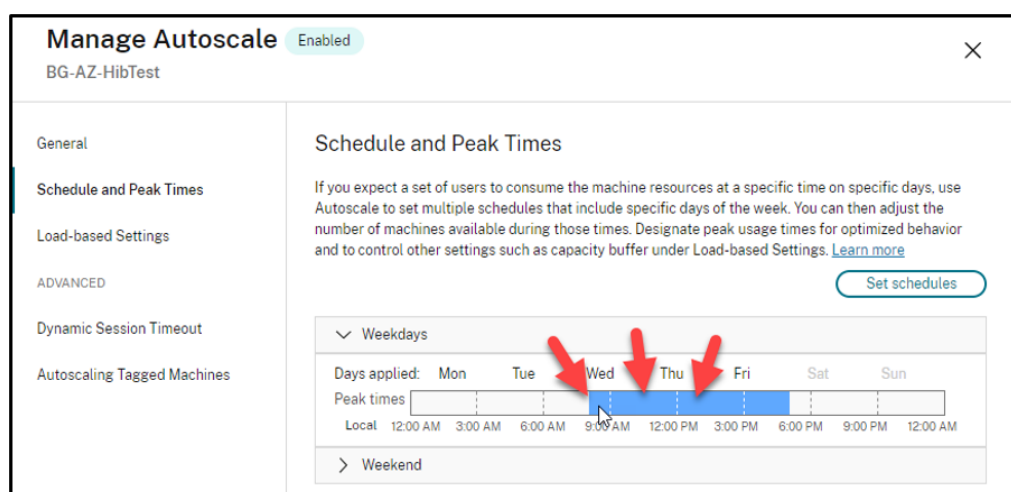 Manage Autoscale Enabled
BG-AZ-HibTest
General
Schedule and Peak Times
Load-based Settings
ADVANCED
Dynamic Session Timeout
Autoscaling Tagged Machines
Schedule and Peak Times
If you expect a set of users to consume the machine resources at a specific time on specific days, use
Autoscale to set multiple schedules that include specific days of the week. You can then adjust the
number of machines available during those times. Designate peak usage times for optimized behavior
and to control other settings such as capacity buffer under Load-based Settings. Learn more
Set schedules
Weekdays
Days applied: Mon Tue Wed Thu Fri Sat Sun
Peak times
Local 12:00 AM 3:00 AM 6:00 AM 9:00 AM 12:00 PM 3:00 PM 6:00 PM 9:00 PM 12:00 AM
Weekend